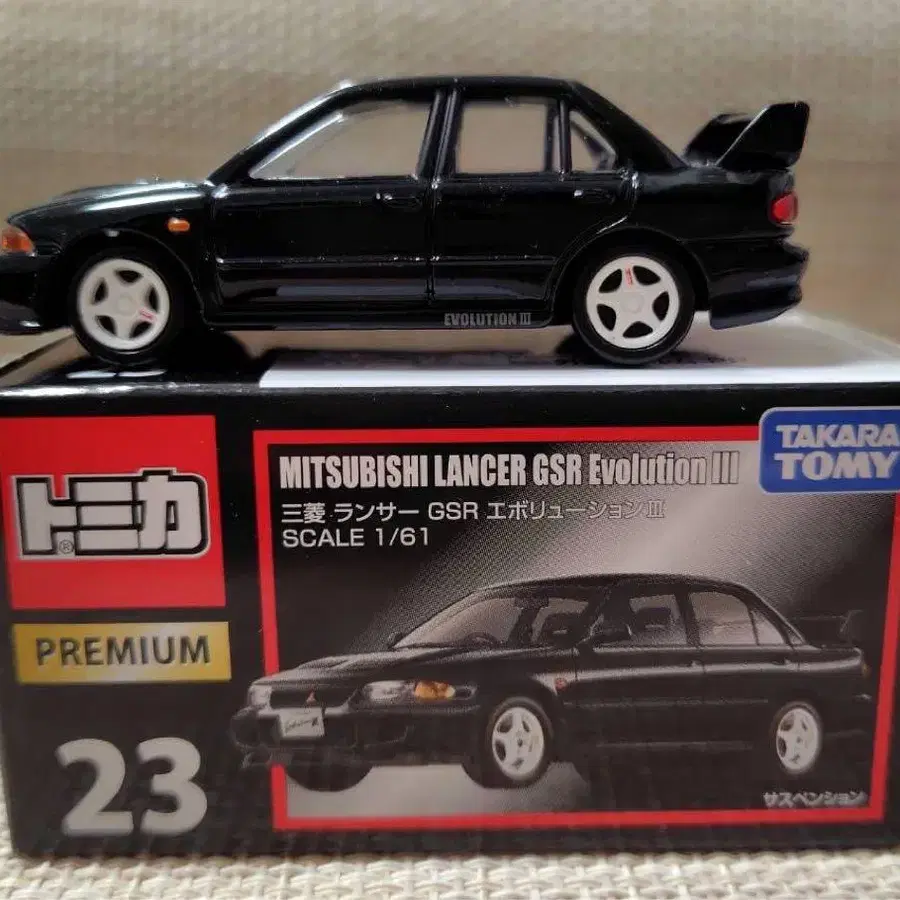 EVOLUTION III
トミカ®
PREMIUM
23
MITSUBISHI LANCER GSR Evolution III
三菱 ランサー GSR エボリューションIII
SCALE 1/61
TAKARA
TOMY
サスペンション